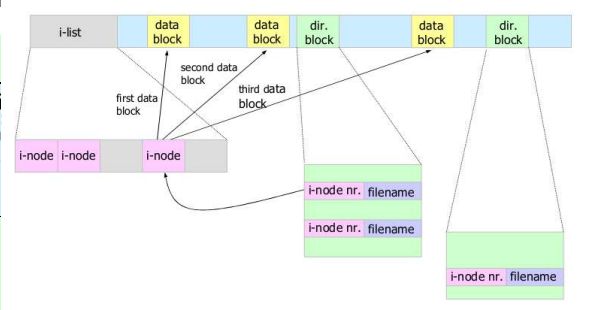 i-list
data
block
data
block
dir.
block
data
block
dir.
block
second data
block
first data
block
third data
block
i-node
i-node
i-node
i-node nr.
filename
i-node nr.
filename
i-node nr.
filename